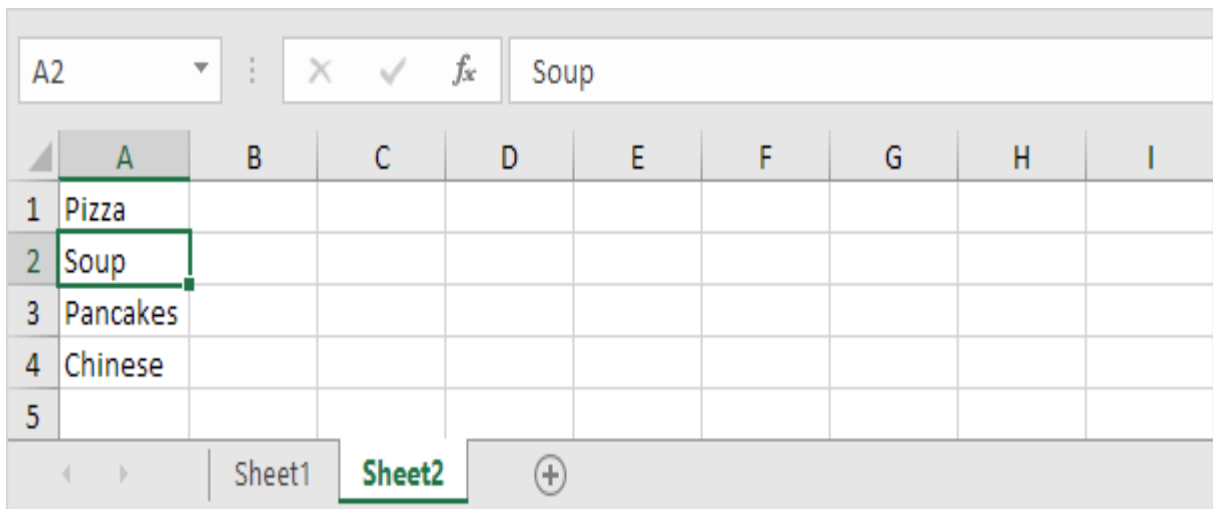 A2 fx Soup
A B C D E F G H I
1 Pizza
2 Soup
3 Pancakes
4 Chinese
5
Sheet1 Sheet2